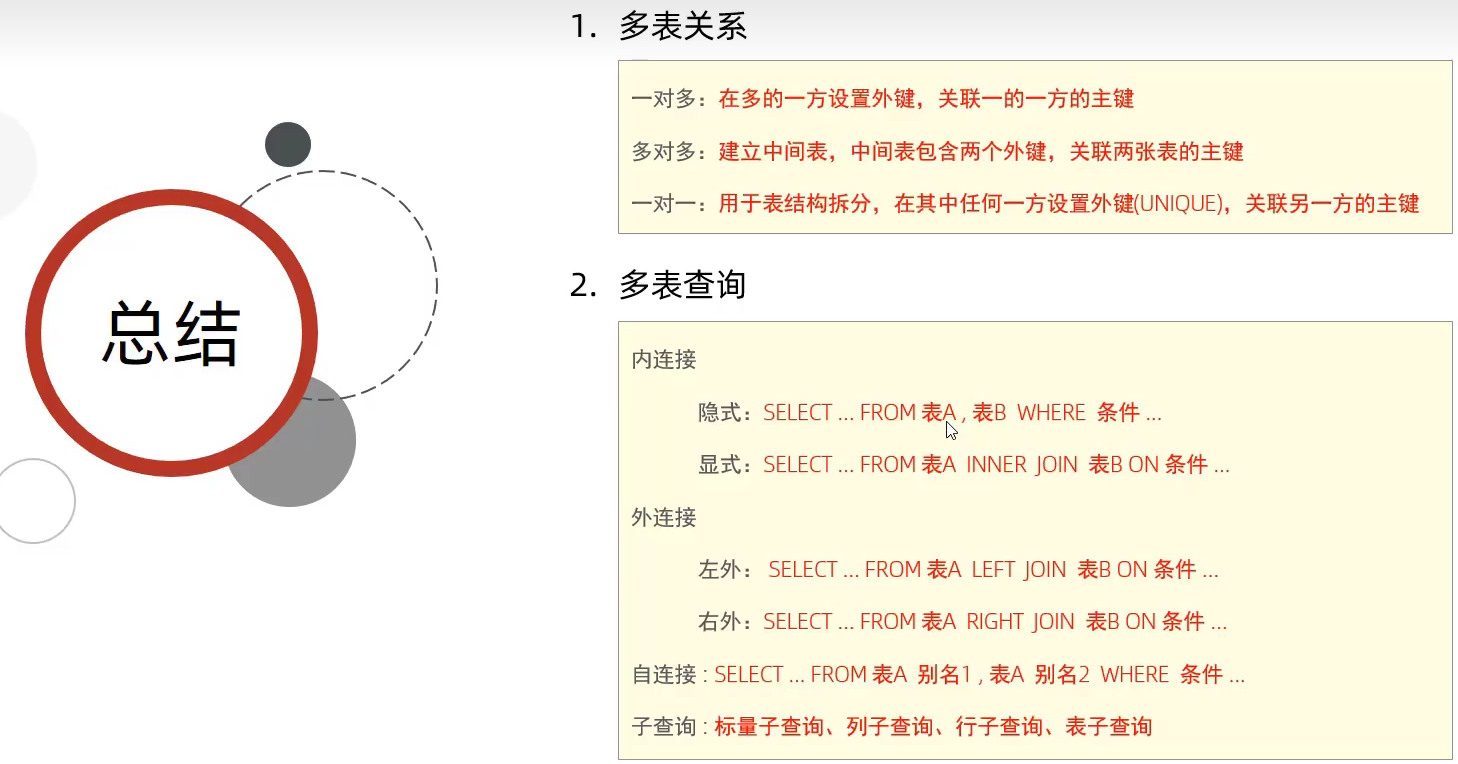 总结
1. 多表关系
一对多：在多的一方设置外键，关联一的一方的主键
多对多：建立中间表，中间表包含两个外键，关联两张表的主键
一对一：用于表结构拆分，在其中任何一方设置外键(UNIQUE)，关联另一方的主键
2. 多表查询
内连接
隐式：SELECT ... FROM 表A , 表B WHERE 条件 ...
显式：SELECT ... FROM 表A INNER JOIN 表B ON 条件 ...
外连接
左外： SELECT ... FROM 表A LEFT JOIN 表B ON 条件 ...
右外：SELECT ... FROM 表A RIGHT JOIN 表B ON 条件 ...
自连接 : SELECT ... FROM 表A 别名1 , 表A 别名2 WHERE 条件 ...
子查询 : 标量子查询、列子查询、行子查询、表子查询